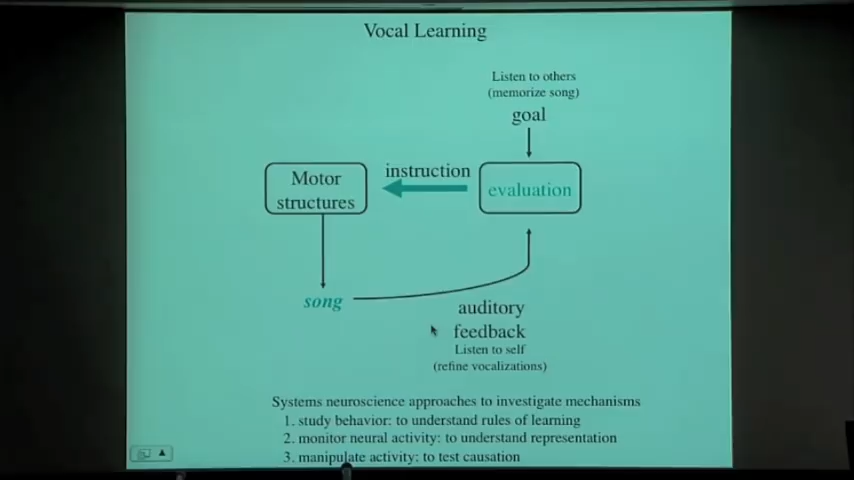 Vocal Learning
Listen to others
(memorize song)
goal
instruction
Motor
structures
evaluation
song
auditory
feedback
Listen to self
(refine vocalizations)
Systems neuroscience approaches to investigate mechanisms
1. study behavior: to understand rules of learning
2. monitor neural activity: to understand representation
3. manipulate activity: to test causation